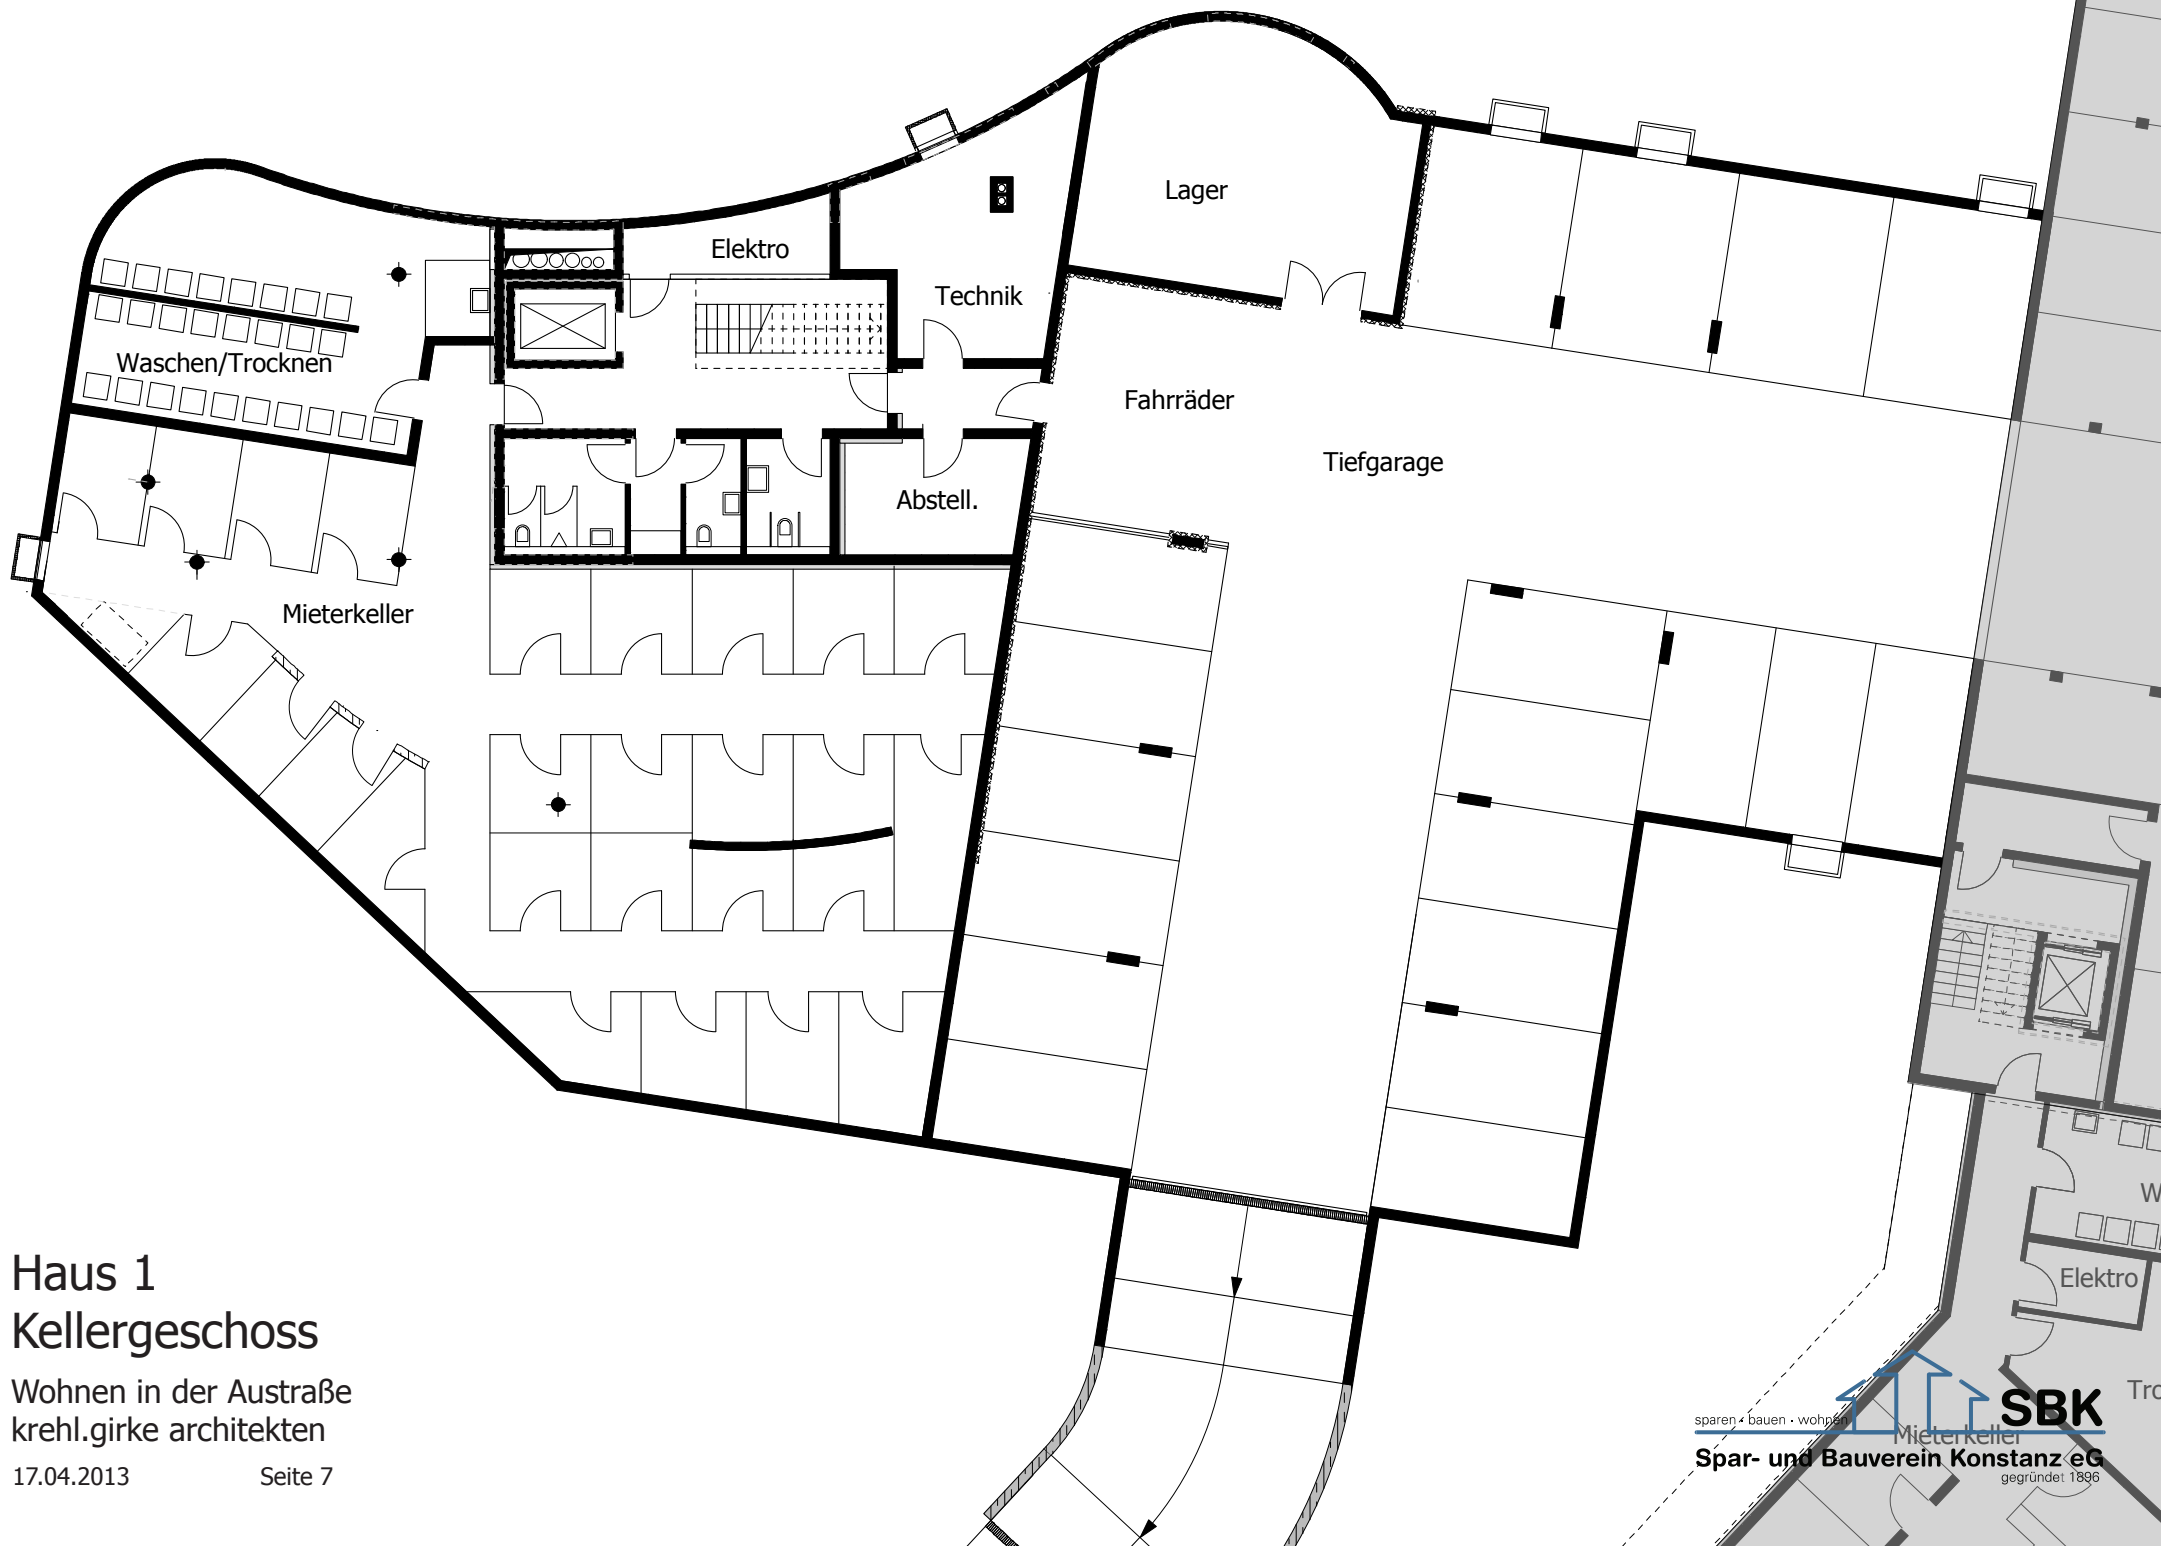 Lager
Elektro
Technik
Waschen/Trocknen
Fahrräder
Tiefgarage
Abstell.
Mieterkeller
Elektro
Mieterkeller
Haus 1
Kellergeschoss
Wohnen in der Austraße
krehl.girke architekten
17.04.2013 Seite 7
sparen · bauen · wohnen
SBK
Spar- und Bauverein Konstanz eG
gegründet 1896